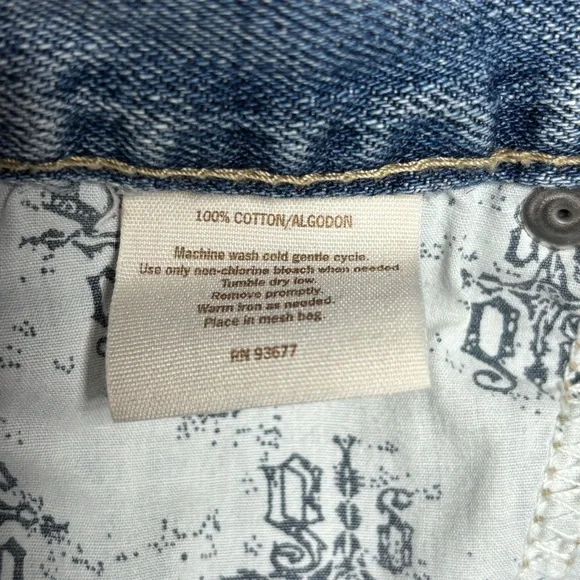 100% COTTON/ALGODON
Machine wash cold gentle cycle.
Use only non-chlorine bleach when needed.
Tumble dry low.
Remove promptly.
Warm iron as needed.
Place in mesh bag.
RN 93677